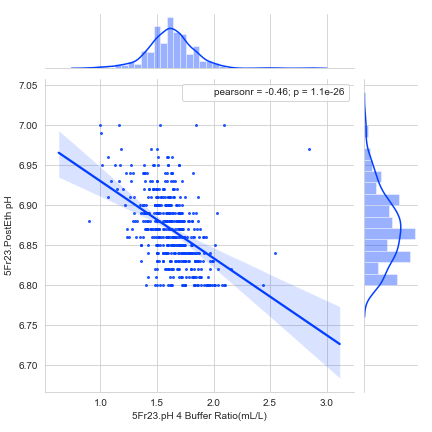 pearsonr = -0.46; p = 1.1e-26
7.05
7.00
6.95
6.90
6.85
6.80
6.75
6.70
5Fr23.PostEth pH
1.0 1.5 2.0 2.5 3.0
5Fr23.pH 4 Buffer Ratio(mL/L)